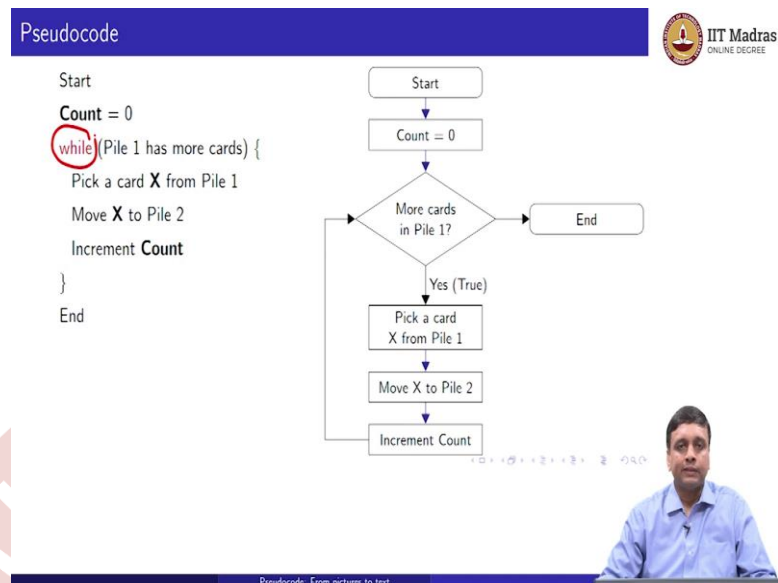 Pseudocode
IIT Madras
ONLINE DEGREE
Start
Count = 0
while (Pile 1 has more cards) {
Pick a card X from Pile 1
Move X to Pile 2
Increment Count
}
End
Start
Count = 0
More cards
in Pile 1?
End
Yes (True)
Pick a card
X from Pile 1
Move X to Pile 2
Increment Count
Pseudocode: From pictures to text